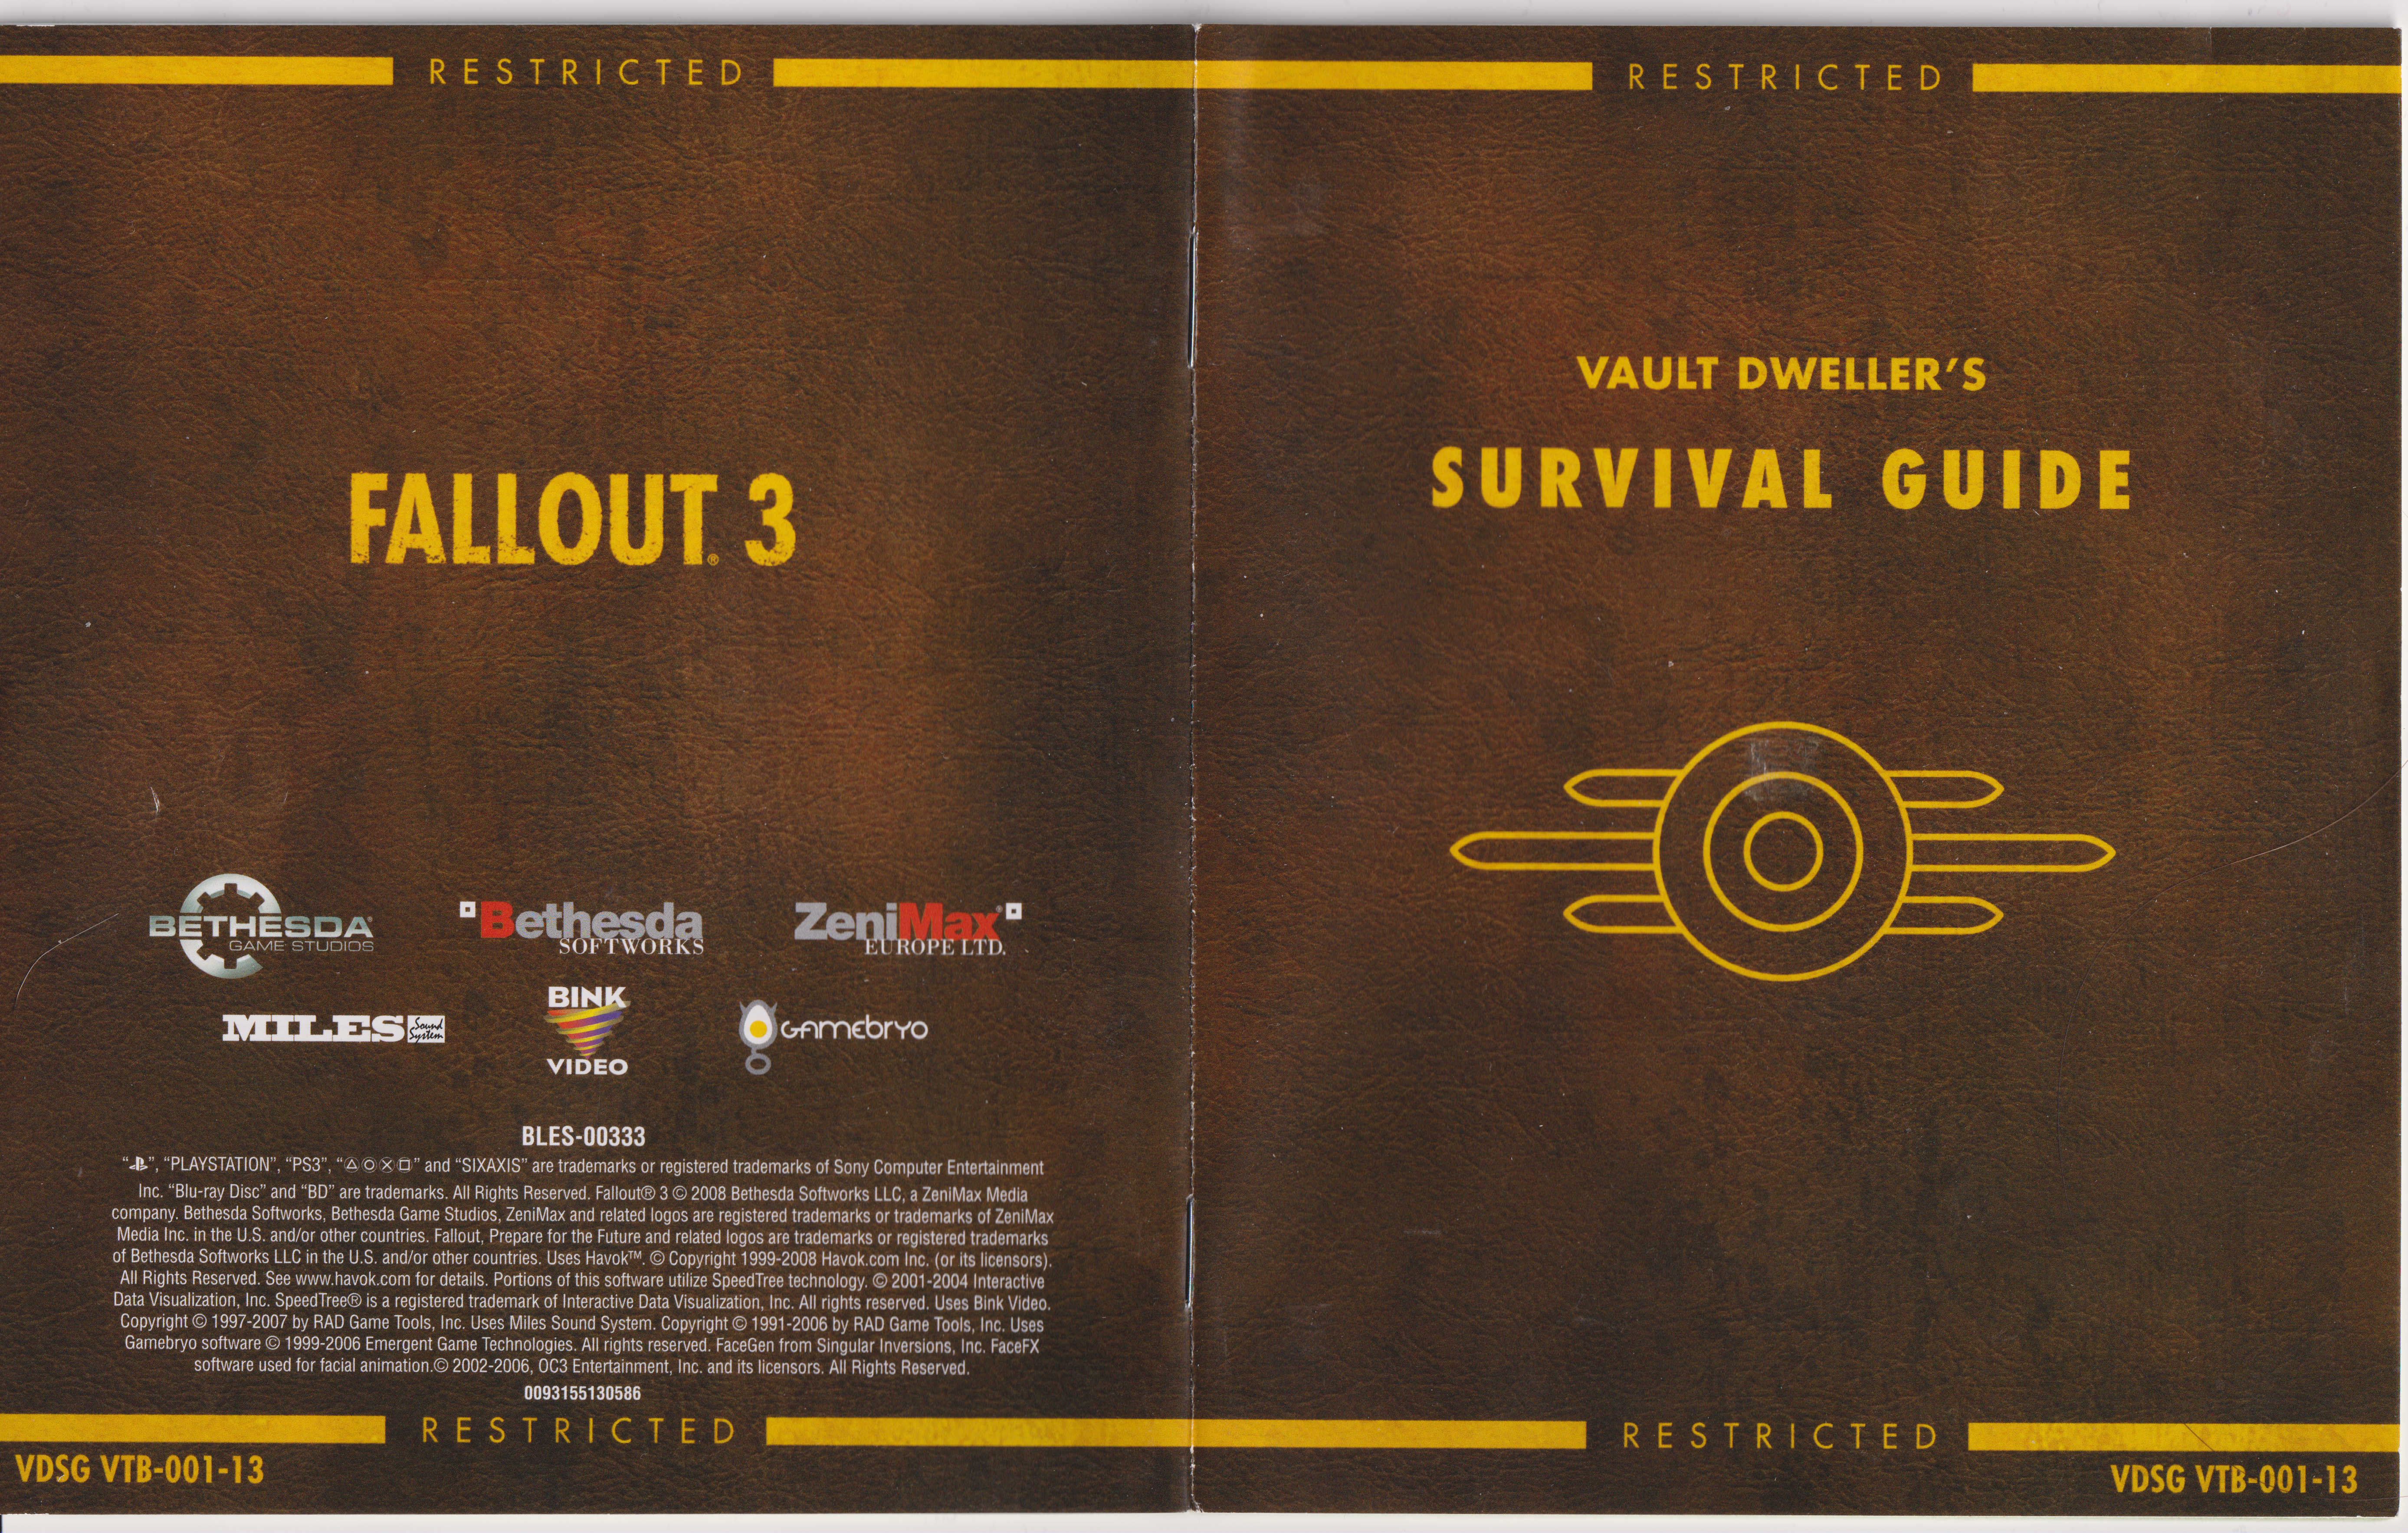 RESTRICTED
FALLOUT® 3
BETHESDA®
GAME STUDIOS
Bethesda
SOFTWORKS
ZeniMax®
EUROPE LTD.
MILES Sound System
BINK
VIDEO
GAMEBRYO
BLES-00333
“”, “PLAYSTATION”, “PS3”, “△○✕□” and “SIXAXIS” are trademarks or registered trademarks of Sony Computer Entertainment
Inc. “Blu-ray Disc” and “BD” are trademarks. All Rights Reserved. Fallout® 3 © 2008 Bethesda Softworks LLC, a ZeniMax Media
company. Bethesda Softworks, Bethesda Game Studios, ZeniMax and related logos are registered trademarks or trademarks of ZeniMax
Media Inc. in the U.S. and/or other countries. Fallout, Prepare for the Future and related logos are trademarks or registered trademarks
of Bethesda Softworks LLC in the U.S. and/or other countries. Uses Havok™. © Copyright 1999-2008 Havok.com Inc. (or its licensors).
All Rights Reserved. See www.havok.com for details. Portions of this software utilize SpeedTree technology. © 2001-2004 Interactive
Data Visualization, Inc. SpeedTree® is a registered trademark of Interactive Data Visualization, Inc. All rights reserved. Uses Bink Video.
Copyright © 1997-2007 by RAD Game Tools, Inc. Uses Miles Sound System. Copyright © 1991-2006 by RAD Game Tools, Inc. Uses
Gamebryo software © 1999-2006 Emergent Game Technologies. All rights reserved. FaceGen from Singular Inversions, Inc. FaceFX
software used for facial animation.© 2002-2006, OC3 Entertainment, Inc. and its licensors. All Rights Reserved.
0093155130586
RESTRICTED
VDSG VTB-001-13
RESTRICTED
VAULT DWELLER’S
SURVIVAL GUIDE
RESTRICTED
VDSG VTB-001-13